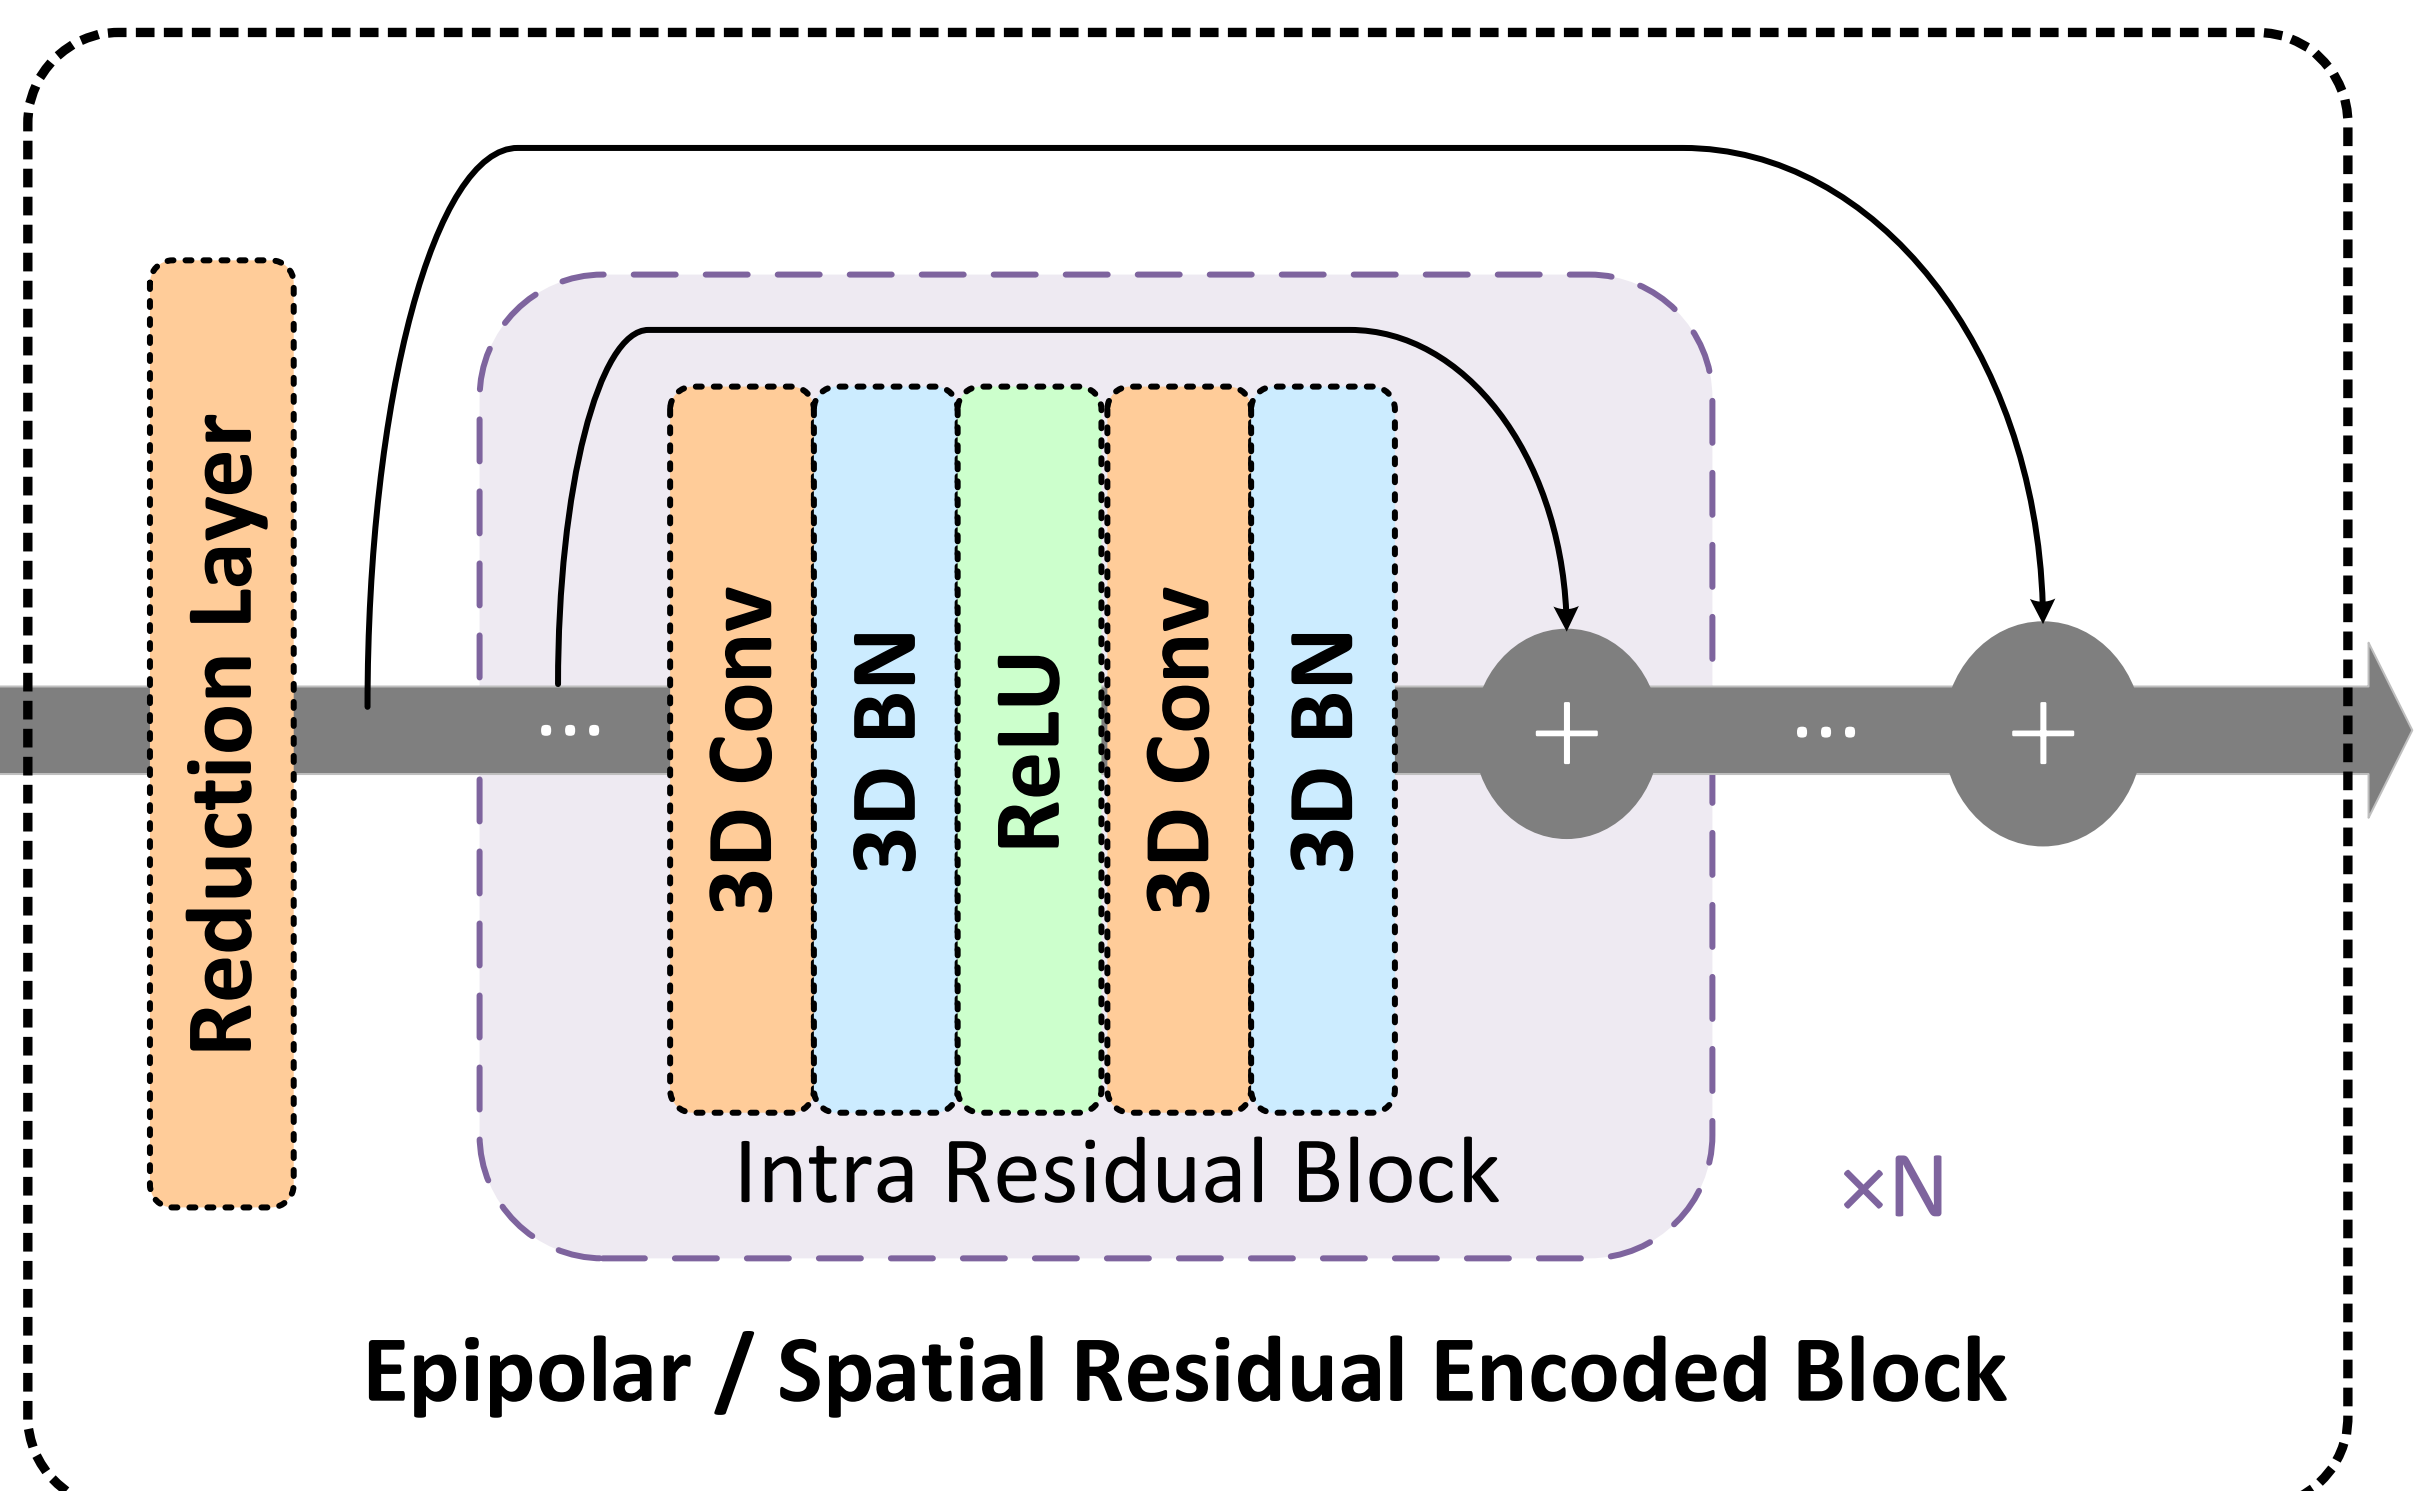 Reduction Layer
...
3D Conv
3D BN
ReLU
3D Conv
3D BN
+
...
+
Intra Residual Block
×N
Epipolar / Spatial Residual Encoded Block